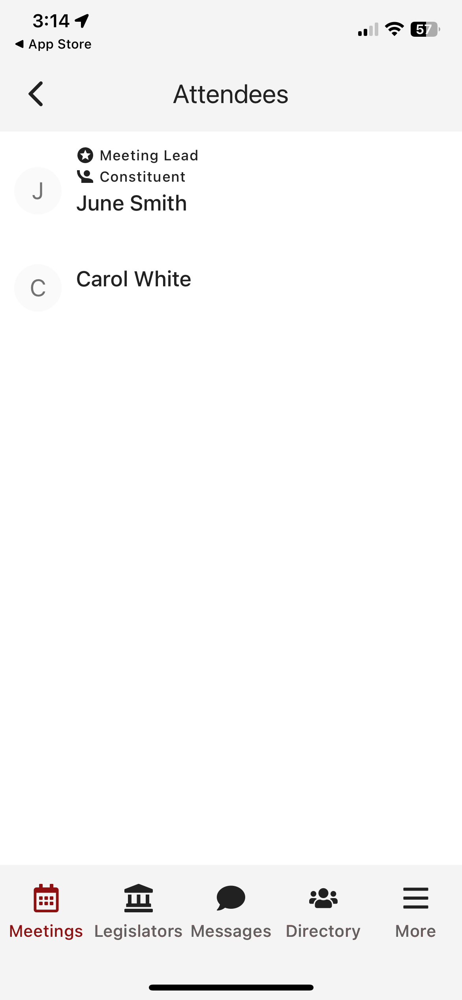 3:14
57
App Store
Attendees
Meeting Lead
Constituent
J
June Smith
C
Carol White
Meetings
Legislators
Messages
Directory
More